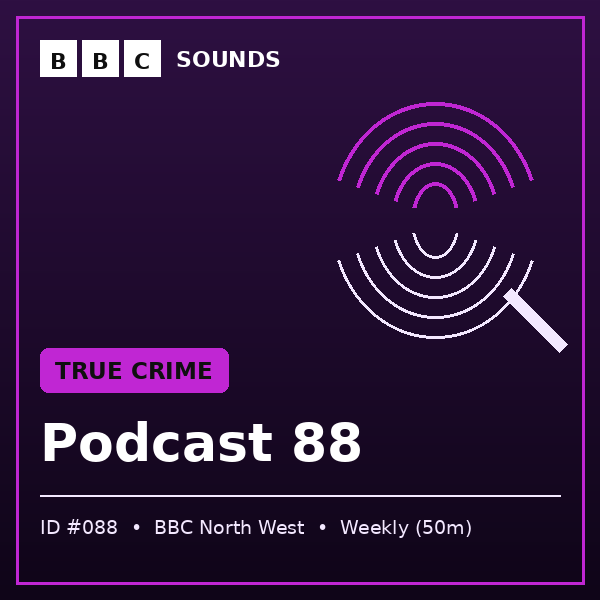 BBC SOUNDS
TRUE CRIME
Podcast 88
ID #088 • BBC North West • Weekly (50m)